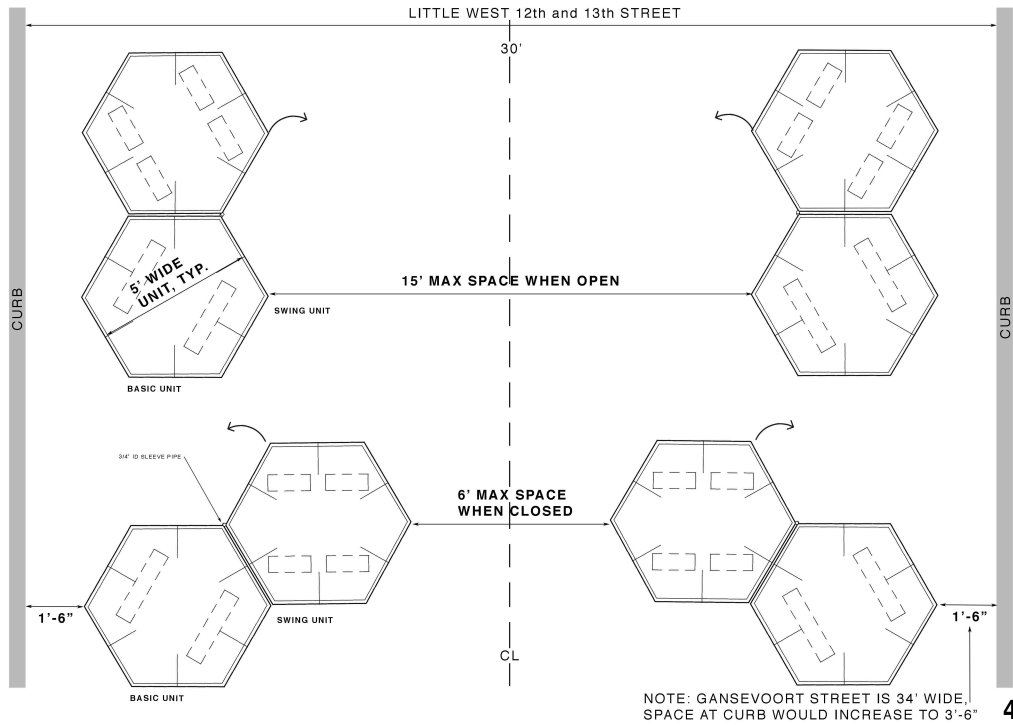 LITTLE WEST 12th and 13th STREET
30'
CURB
5' WIDE
UNIT, TYP.
15' MAX SPACE WHEN OPEN
SWING UNIT
CURB
BASIC UNIT
3/4" ID SLEEVE PIPE
6' MAX SPACE
WHEN CLOSED
1'-6"
SWING UNIT
1'-6"
CL
BASIC UNIT
NOTE: GANSEVOORT STREET IS 34' WIDE,
SPACE AT CURB WOULD INCREASE TO 3'-6"
4